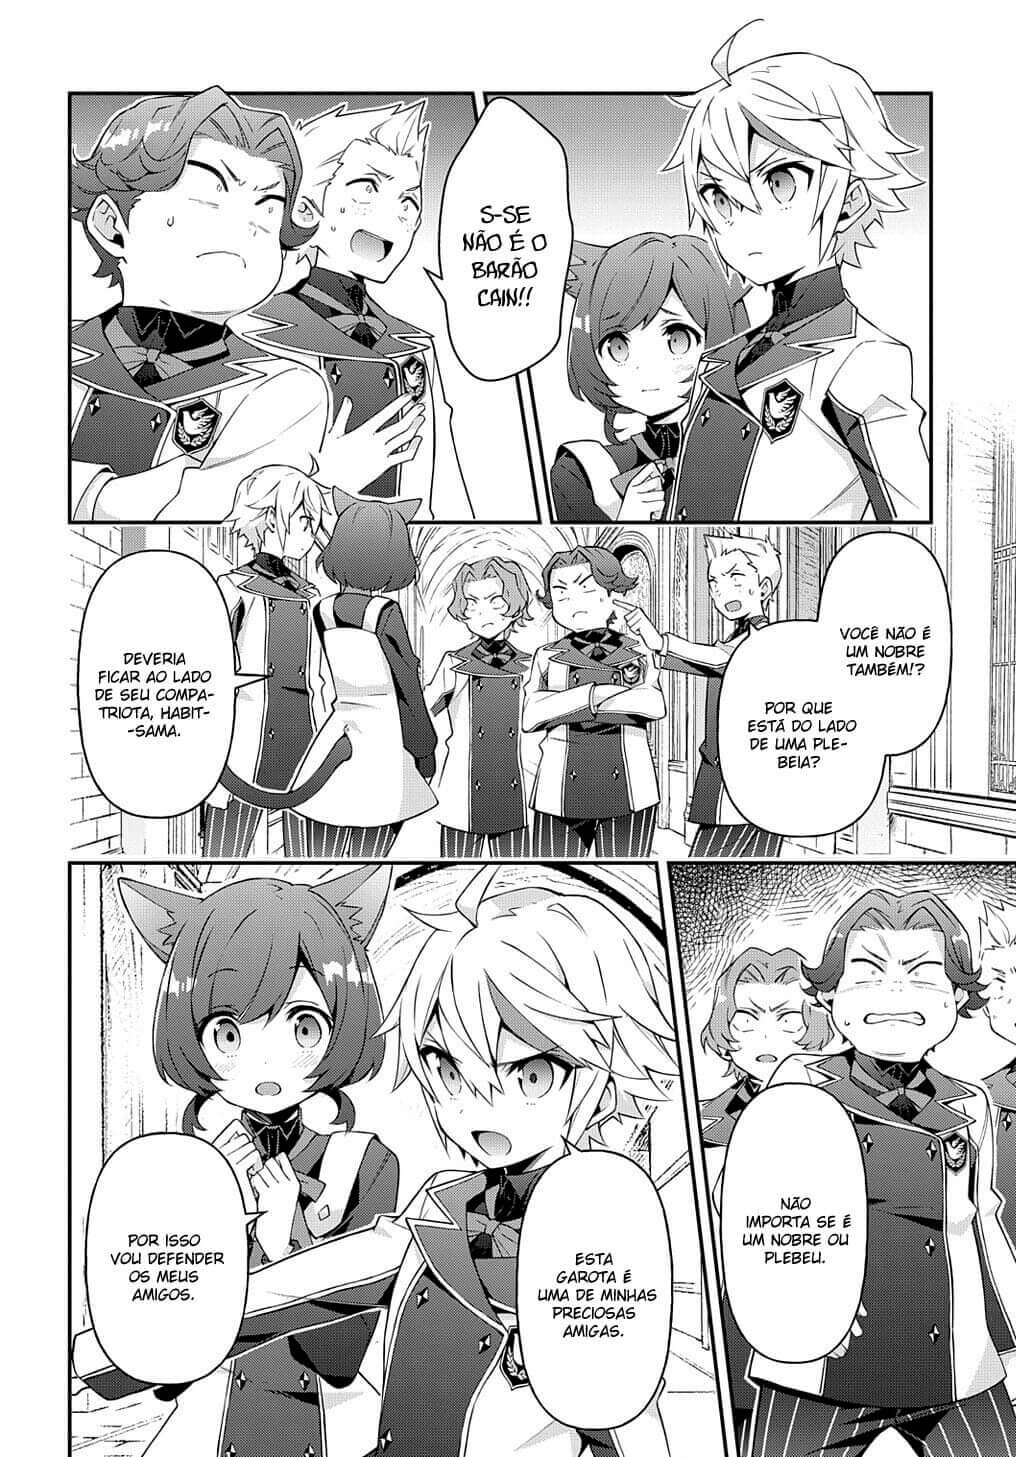 S-SE
NÃO É O
BARÃO
CAIN!!
VOCÊ NÃO É
UM NOBRE
TAMBÉM!?
POR QUE
ESTÁ DO LADO
DE UMA PLE-
BEIA?
DEVERIA
FICAR AO LADO
DE SEU COMPA-
TRIOTA, HABIT-
-SAMA.
NÃO
IMPORTA SE É
UM NOBRE OU
PLEBEU.
ESTA
GAROTA É
UMA DE MINHAS
PRECIOSAS
AMIGAS.
POR ISSO
VOU DEFENDER
OS MEUS
AMIGOS.